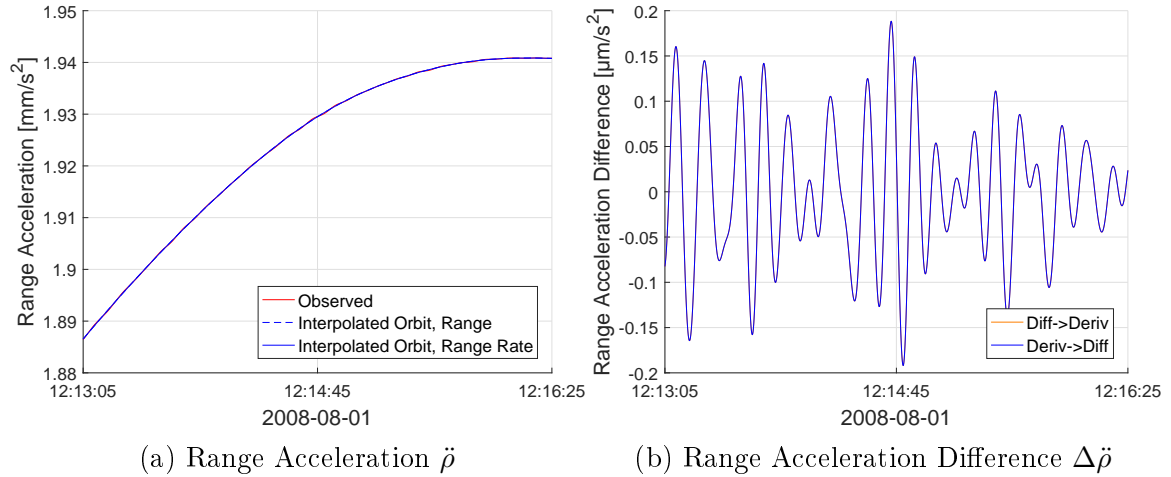 1.95
1.94
1.93
1.92
1.91
1.9
1.89
1.88
Range Acceleration [mm/s²]
Observed
Interpolated Orbit, Range
Interpolated Orbit, Range Rate
12:13:05
12:14:45
12:16:25
2008-08-01
(a) Range Acceleration ρ̈
0.2
0.15
0.1
0.05
0
-0.05
-0.1
-0.15
-0.2
Range Acceleration Difference [µm/s²]
Diff->Deriv
Deriv->Diff
12:13:05
12:14:45
12:16:25
2008-08-01
(b) Range Acceleration Difference Δρ̈